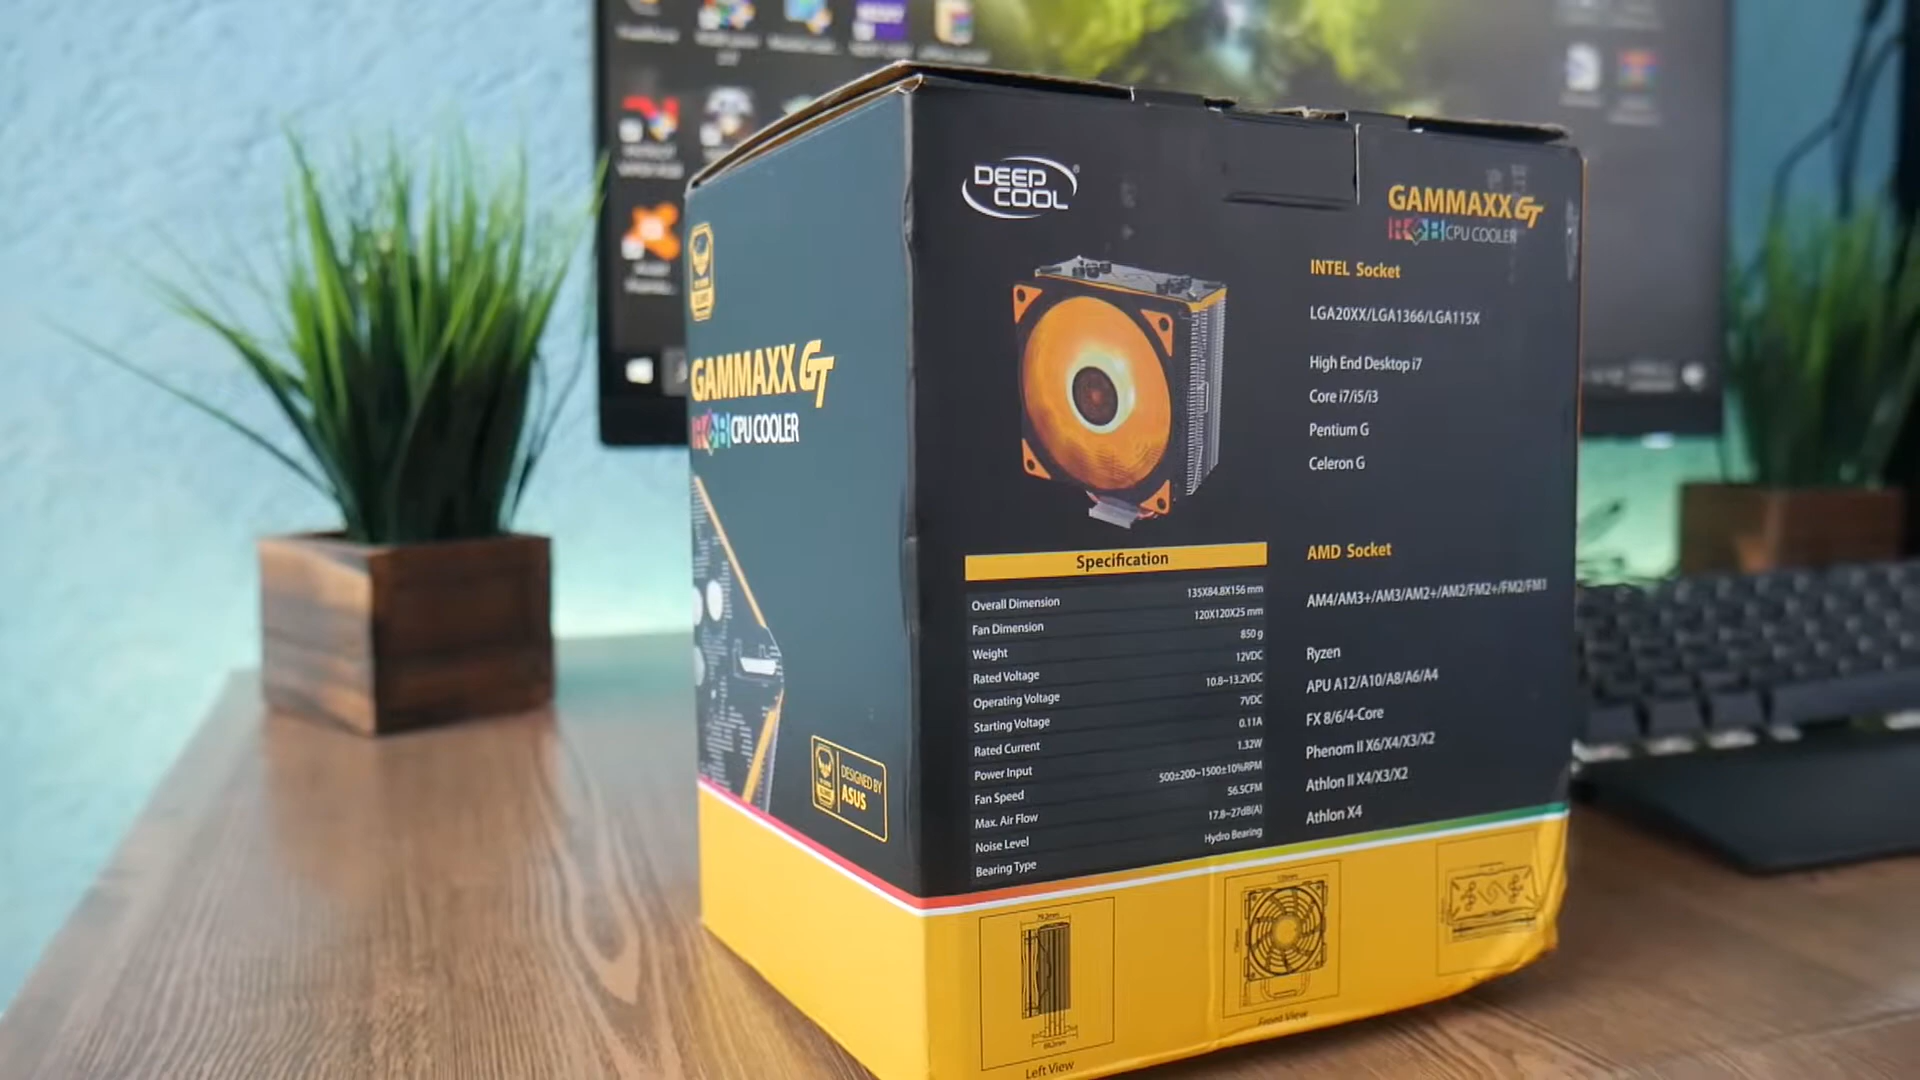 GAMMAXX GT
RGB CPU COOLER
DESIGNED BY
ASUS
DEEP
COOL
®
GAMMAXX GT
RGB CPU COOLER
INTEL Socket
LGA20XX/LGA1366/LGA115X
High End Desktop i7
Core i7/i5/i3
Pentium G
Celeron G
AMD Socket
AM4/AM3+/AM3/AM2+/AM2/FM2+/FM2/FM1
Ryzen
APU A12/A10/A8/A6/A4
FX 8/6/4-Core
Phenom II X6/X4/X3/X2
Athlon II X4/X3/X2
Athlon X4
Specification
Overall Dimension 135X84.8X156 mm
Fan Dimension 120X120X25 mm
Weight 850 g
Rated Voltage 12VDC
Operating Voltage 10.8~13.2VDC
Starting Voltage 7VDC
Rated Current 0.11A
Power Input 1.32W
Fan Speed 500±200~1500±10%RPM
Max. Air Flow 56.5CFM
Noise Level 17.8~27dB(A)
Bearing Type Hydro Bearing
Left View
Front View